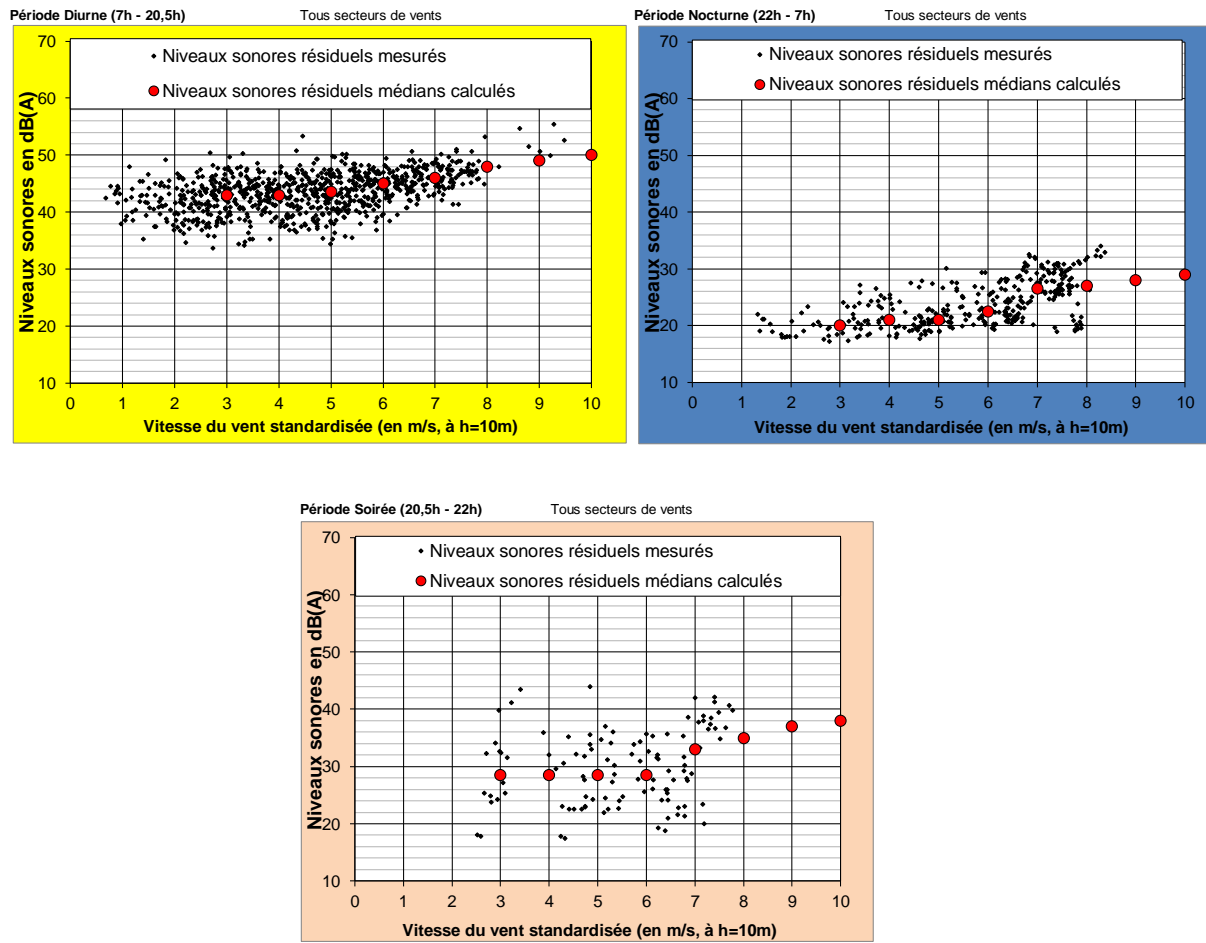 Période Diurne (7h - 20,5h) Tous secteurs de vents
Niveaux sonores résiduels mesurés
Niveaux sonores résiduels médians calculés
Niveaux sonores en dB(A)
70
60
50
40
30
20
10
0 1 2 3 4 5 6 7 8 9 10
Vitesse du vent standardisée (en m/s, à h=10m)
Période Nocturne (22h - 7h) Tous secteurs de vents
Niveaux sonores résiduels mesurés
Niveaux sonores résiduels médians calculés
Niveaux sonores en dB(A)
70
60
50
40
30
20
10
0 1 2 3 4 5 6 7 8 9 10
Vitesse du vent standardisée (en m/s, à h=10m)
Période Soirée (20,5h - 22h) Tous secteurs de vents
Niveaux sonores résiduels mesurés
Niveaux sonores résiduels médians calculés
Niveaux sonores en dB(A)
70
60
50
40
30
20
10
0 1 2 3 4 5 6 7 8 9 10
Vitesse du vent standardisée (en m/s, à h=10m)